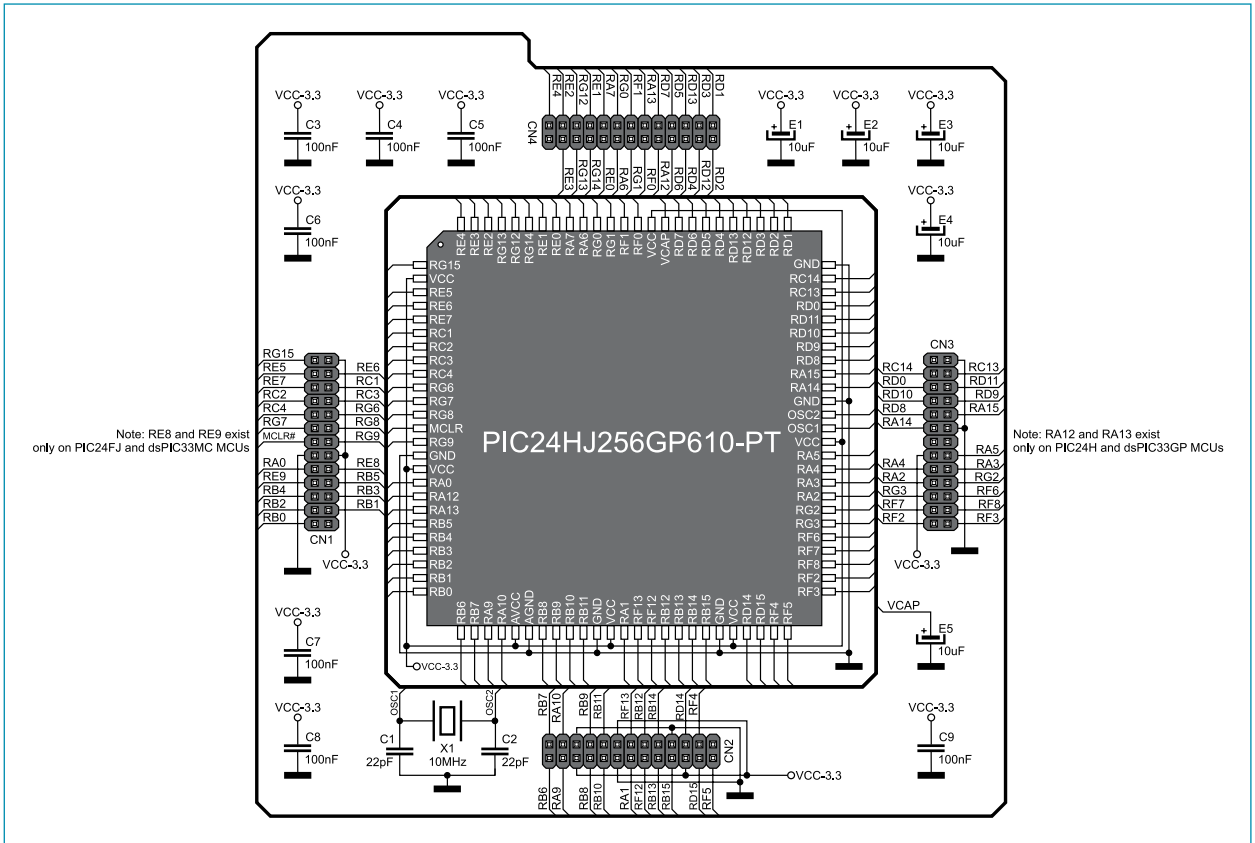 RE4
RE2
RG12
RE1
RA7
RG0
RF1
RA13
RD7
RD5
RD13
RD3
RD1
CN4
RE3
RG13
RG14
RE0
RA6
RG1
RF0
RA12
RD6
RD4
RD12
RD2
VCC-3.3
C3
100nF
VCC-3.3
C4
100nF
VCC-3.3
C5
100nF
VCC-3.3
E1
10uF
VCC-3.3
E2
10uF
VCC-3.3
E3
10uF
VCC-3.3
C6
100nF
VCC-3.3
E4
10uF
RE4
RE3
RE2
RG13
RG12
RG14
RE1
RE0
RA7
RA6
RG0
RG1
RF1
RF0
VCC
VCAP
RD7
RD6
RD5
RD4
RD13
RD12
RD3
RD2
RD1
RG15
VCC
RE5
RE6
RE7
RC1
RC2
RC3
RC4
RG6
RG7
RG8
MCLR
RG9
GND
VCC
RA0
RA12
RA13
RB5
RB4
RB3
RB2
RB1
RB0
PIC24HJ256GP610-PT
GND
RC14
RC13
RD0
RD11
RD10
RD9
RD8
RA15
RA14
GND
OSC2
OSC1
VCC
RA5
RA4
RA3
RA2
RG2
RG3
RF6
RF7
RF8
RF2
RF3
RB6
RB7
RA9
RA10
AVCC
AGND
RB8
RB9
RB10
RB11
GND
VCC
RA1
RF13
RF12
RB12
RB13
RB14
RB15
GND
VCC
RD14
RD15
RF4
RF5
VCC-3.3
RG15
RE5
RE7
RC2
RC4
RG7
MCLR#
RA0
RE9
RB4
RB2
RB0
RE6
RC1
RC3
RG6
RG8
RG9
RE8
RB5
RB3
RB1
CN1
VCC-3.3
Note: RE8 and RE9 exist
only on PIC24FJ and dsPIC33MC MCUs
CN3
RC14
RD0
RD10
RD8
RA14
RA4
RA2
RG3
RF7
RF2
RC13
RD11
RD9
RA15
RA5
RA3
RG2
RF6
RF8
RF3
VCC-3.3
Note: RA12 and RA13 exist
only on PIC24H and dsPIC33GP MCUs
VCC-3.3
C7
100nF
VCAP
E5
10uF
VCC-3.3
C8
100nF
OSC1
OSC2
C1
22pF
X1
10MHz
C2
22pF
RB7
RA10
RB9
RB11
RF13
RB12
RB14
RD14
RF4
CN2
VCC-3.3
RB6
RA9
RB8
RB10
RA1
RF12
RB13
RB15
RD15
RF5
VCC-3.3
C9
100nF